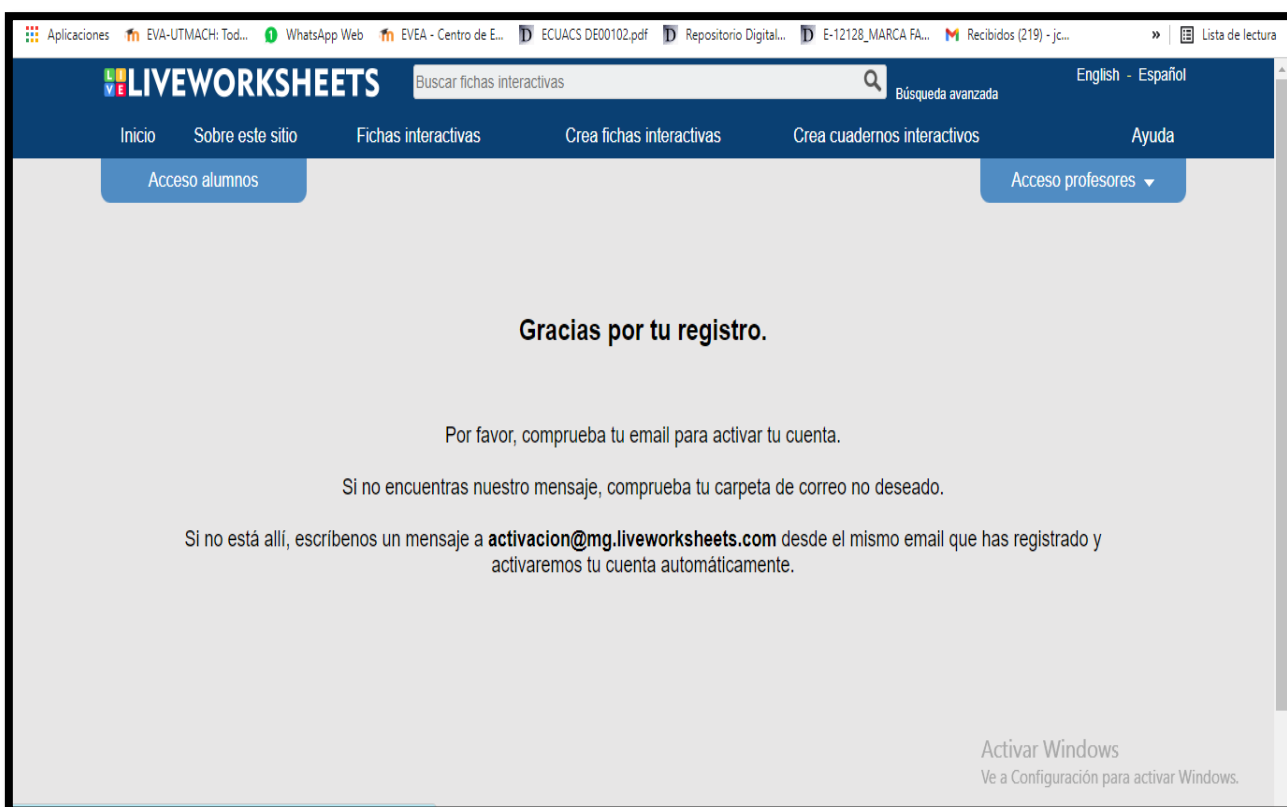 Aplicaciones EVA-UTMACH: Tod... WhatsApp Web EVEA - Centro de E... ECUACS DE00102.pdf Repositorio Digital... E-12128_MARCA FA... Recibidos (219) - jc... » Lista de lectura
LIVE LIVEWORKSHEETS Buscar fichas interactivas Búsqueda avanzada English - Español
Inicio Sobre este sitio Fichas interactivas Crea fichas interactivas Crea cuadernos interactivos Ayuda
Acceso alumnos Acceso profesores
Gracias por tu registro.
Por favor, comprueba tu email para activar tu cuenta.
Si no encuentras nuestro mensaje, comprueba tu carpeta de correo no deseado.
Si no está allí, escríbenos un mensaje a activacion@mg.liveworksheets.com desde el mismo email que has registrado y
activaremos tu cuenta automáticamente.
Activar Windows
Ve a Configuración para activar Windows.